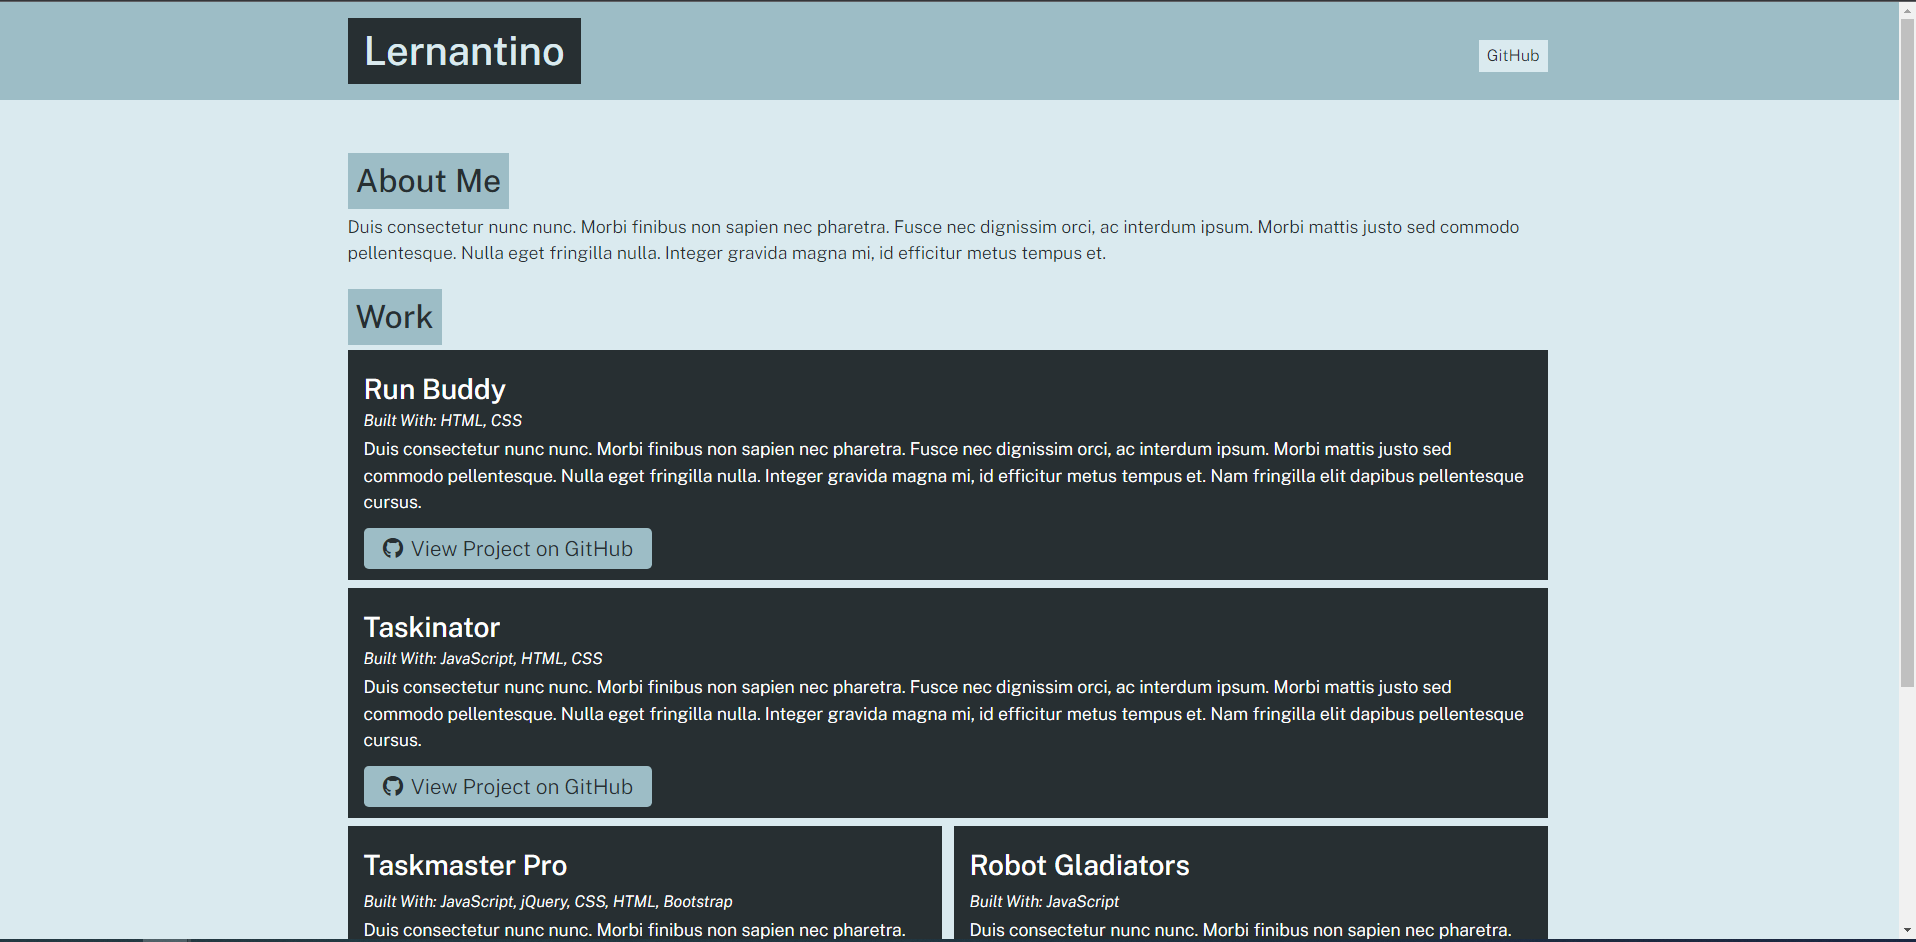 Lernantino
GitHub
About Me
Duis consectetur nunc nunc. Morbi finibus non sapien nec pharetra. Fusce nec dignissim orci, ac interdum ipsum. Morbi mattis justo sed commodo
pellentesque. Nulla eget fringilla nulla. Integer gravida magna mi, id efficitur metus tempus et.
Work
Run Buddy
Built With: HTML, CSS
Duis consectetur nunc nunc. Morbi finibus non sapien nec pharetra. Fusce nec dignissim orci, ac interdum ipsum. Morbi mattis justo sed
commodo pellentesque. Nulla eget fringilla nulla. Integer gravida magna mi, id efficitur metus tempus et. Nam fringilla elit dapibus pellentesque
cursus.
View Project on GitHub
Taskinator
Built With: JavaScript, HTML, CSS
Duis consectetur nunc nunc. Morbi finibus non sapien nec pharetra. Fusce nec dignissim orci, ac interdum ipsum. Morbi mattis justo sed
commodo pellentesque. Nulla eget fringilla nulla. Integer gravida magna mi, id efficitur metus tempus et. Nam fringilla elit dapibus pellentesque
cursus.
View Project on GitHub
Taskmaster Pro
Built With: JavaScript, jQuery, CSS, HTML, Bootstrap
Duis consectetur nunc nunc. Morbi finibus non sapien nec pharetra.
Robot Gladiators
Built With: JavaScript
Duis consectetur nunc nunc. Morbi finibus non sapien nec pharetra.